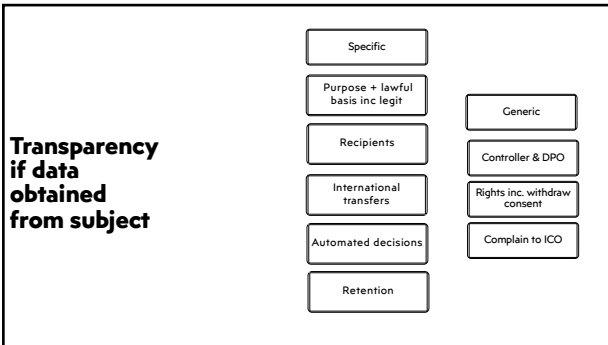 Transparency
if data
obtained
from subject
Specific
Purpose + lawful
basis inc legit
Recipients
International
transfers
Automated decisions
Retention
Generic
Controller & DPO
Rights inc. withdraw
consent
Complain to ICO